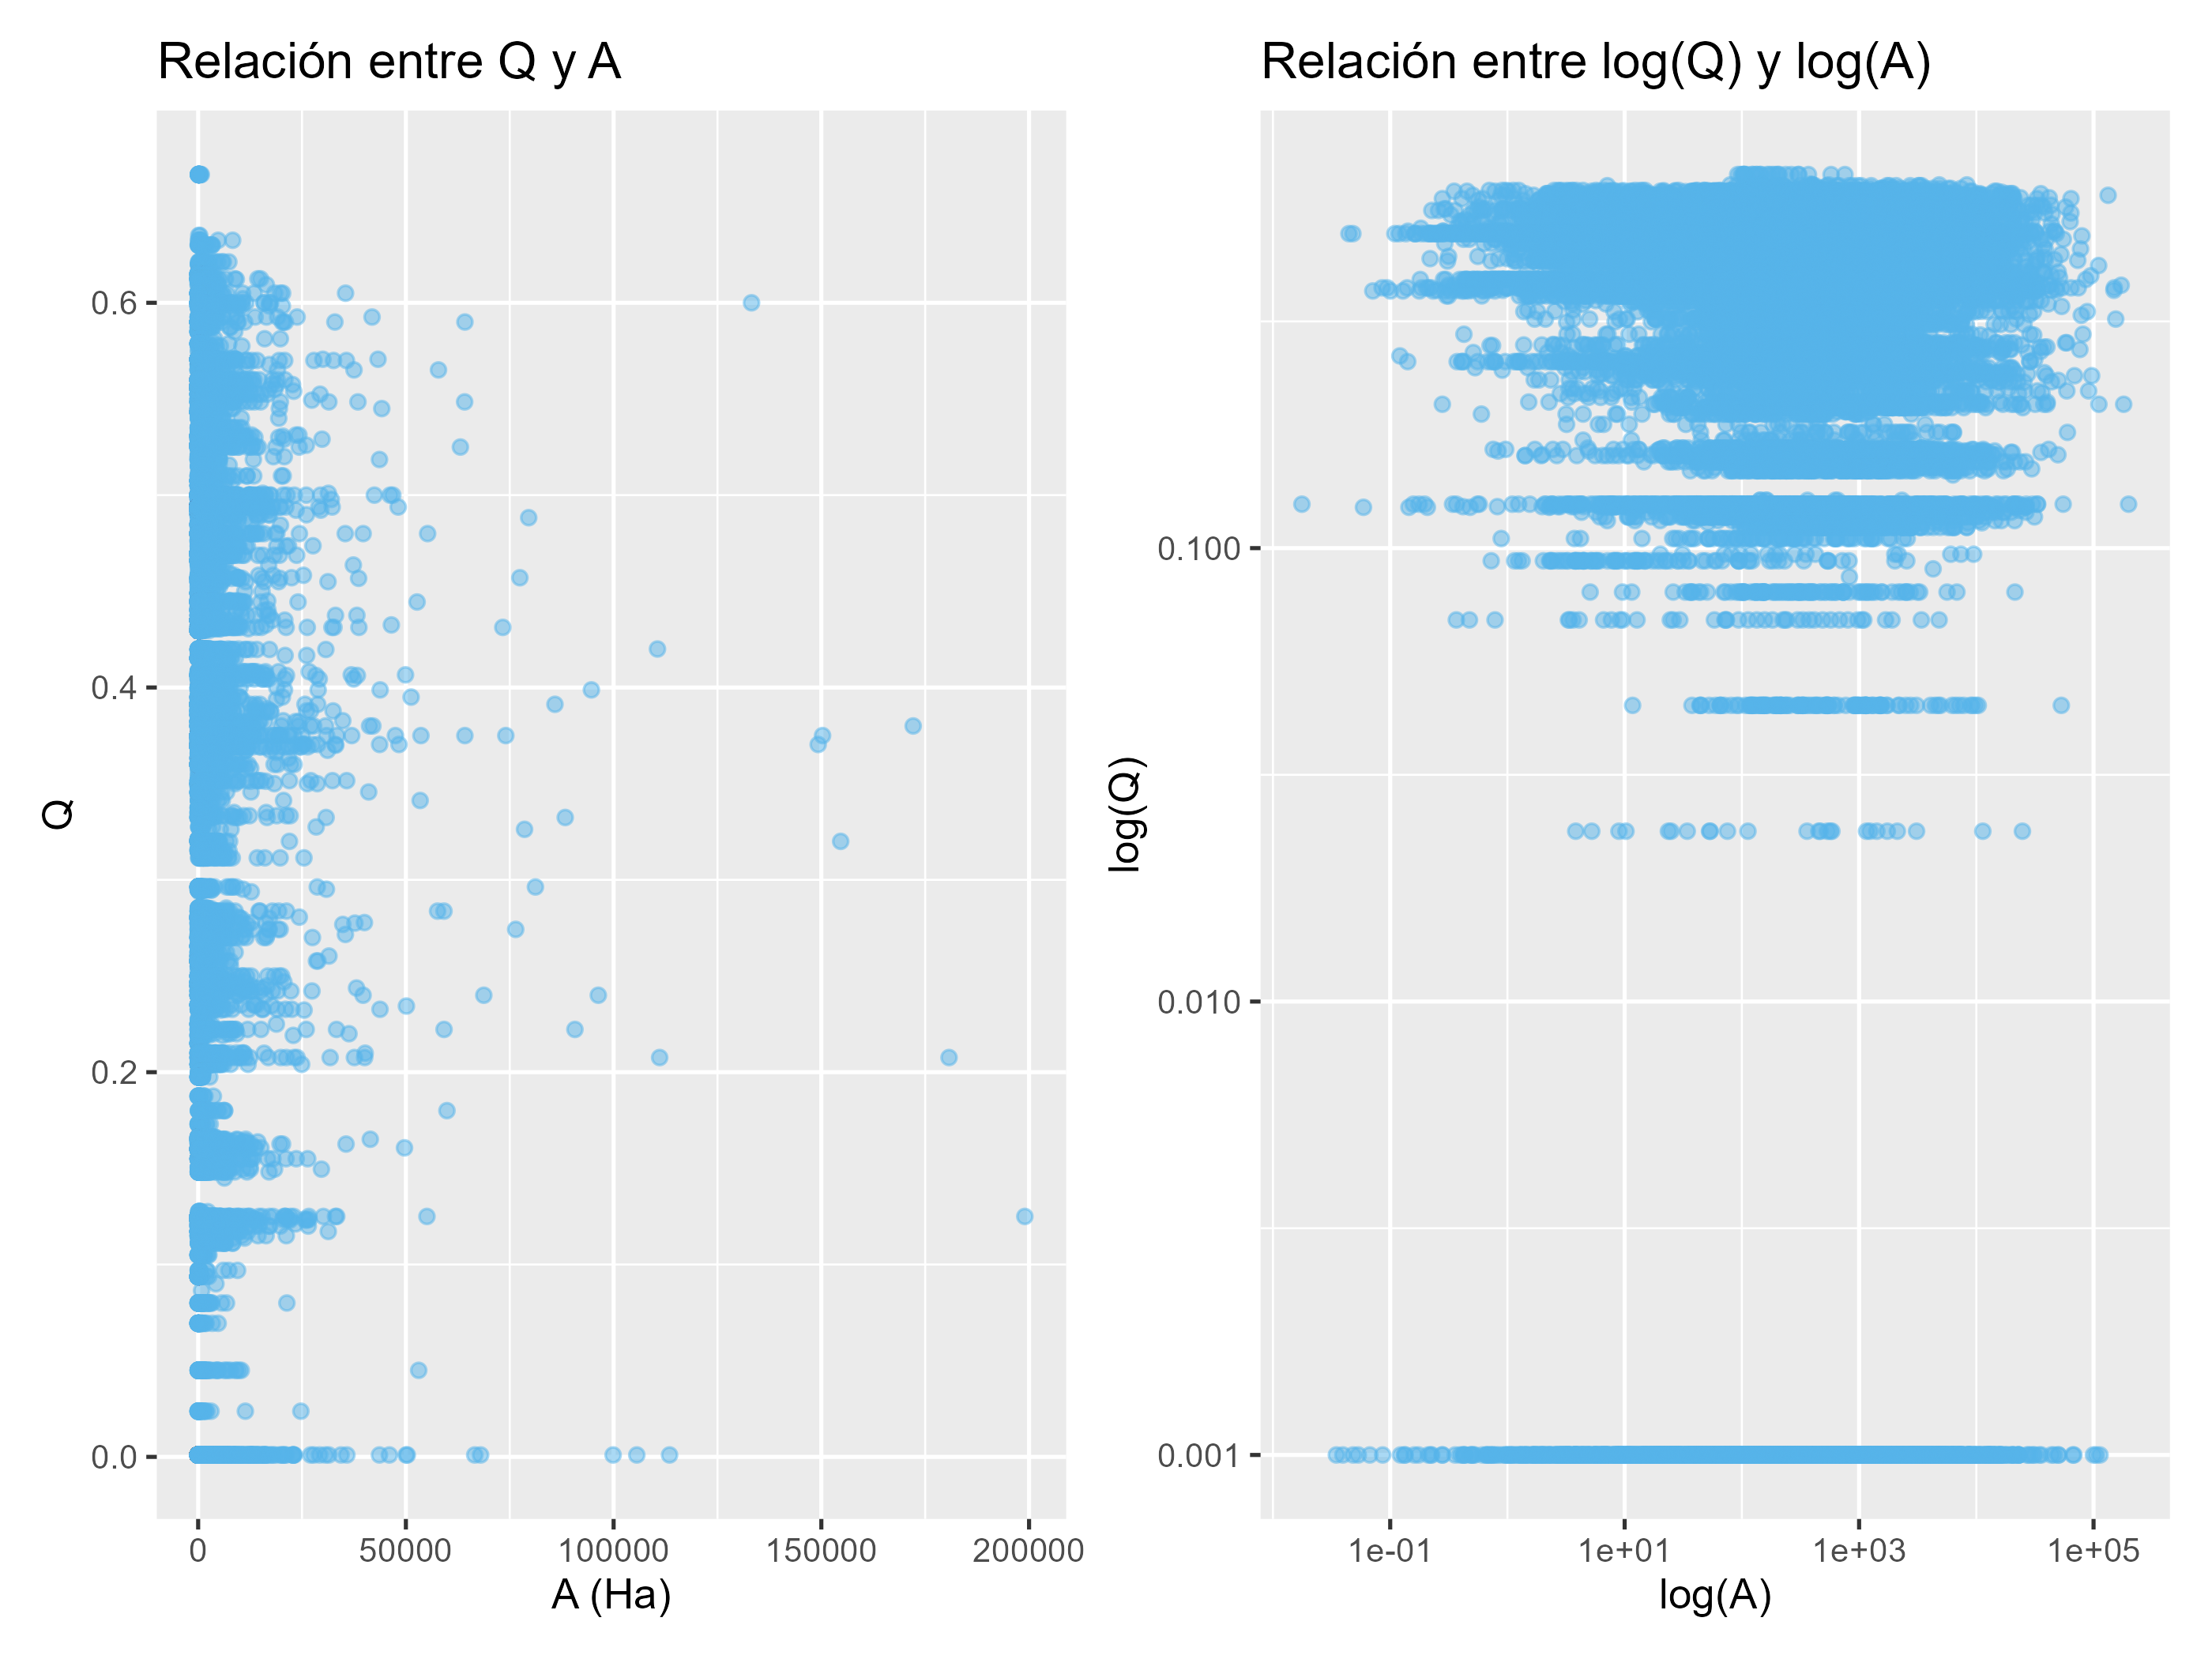 Relación entre Q y A
Q
0.6
0.4
0.2
0.0
0 50000 100000 150000 200000
A (Ha)
Relación entre log(Q) y log(A)
log(Q)
0.100
0.010
0.001
1e-01 1e+01 1e+03 1e+05
log(A)